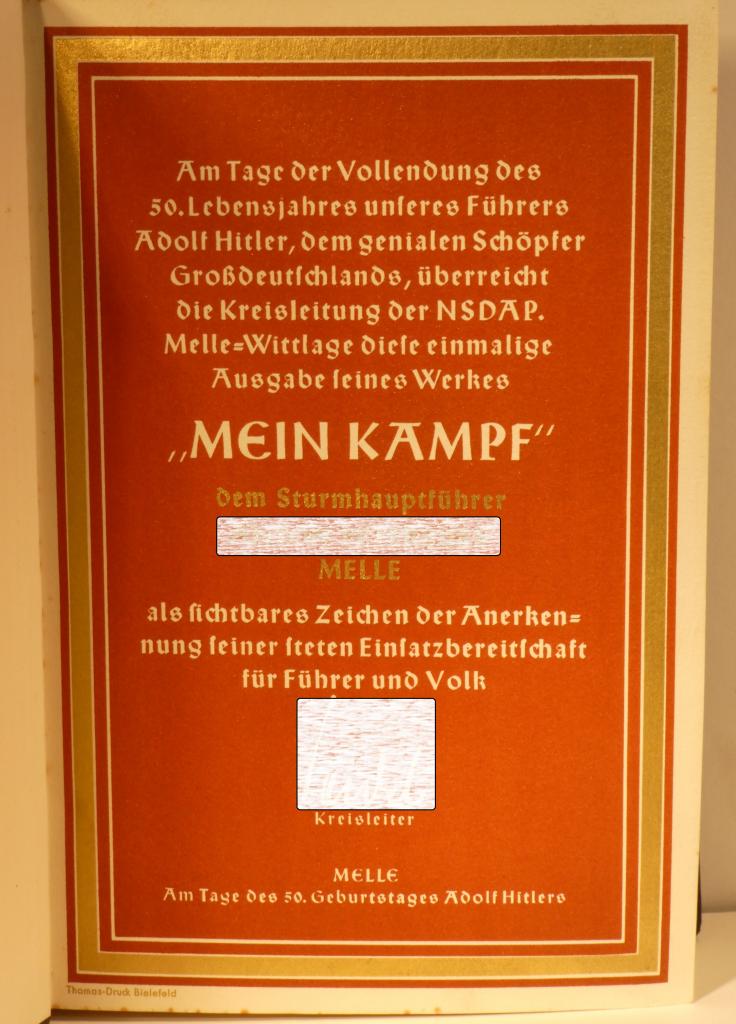 Am Tage der Vollendung des
50. Lebensjahres unſeres Führers
Adolf Hitler, dem genialen Schöpfer
Großdeutſchlands, überreicht
die Kreisleitung der NSDAP.
Melle=Wittlage dieſe einmalige
Ausgabe ſeines Werkes
„MEIN KAMPF“
dem Sturmhauptführer
MELLE
als ſichtbares Zeichen der Anerken=
nung ſeiner ſteten Einſatzbereitſchaft
für Führer und Volk
Kreisleiter
MELLE
Am Tage des 50. Geburtstages Adolf Hitlers
Thomas-Druck Bielefeld